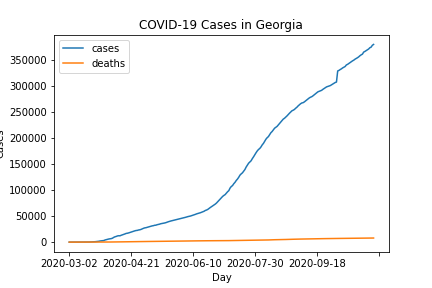 COVID-19 Cases in Georgia
cases
deaths
350000
300000
250000
200000
150000
100000
50000
0
cases
2020-03-02 2020-04-21 2020-06-10 2020-07-30 2020-09-18
Day